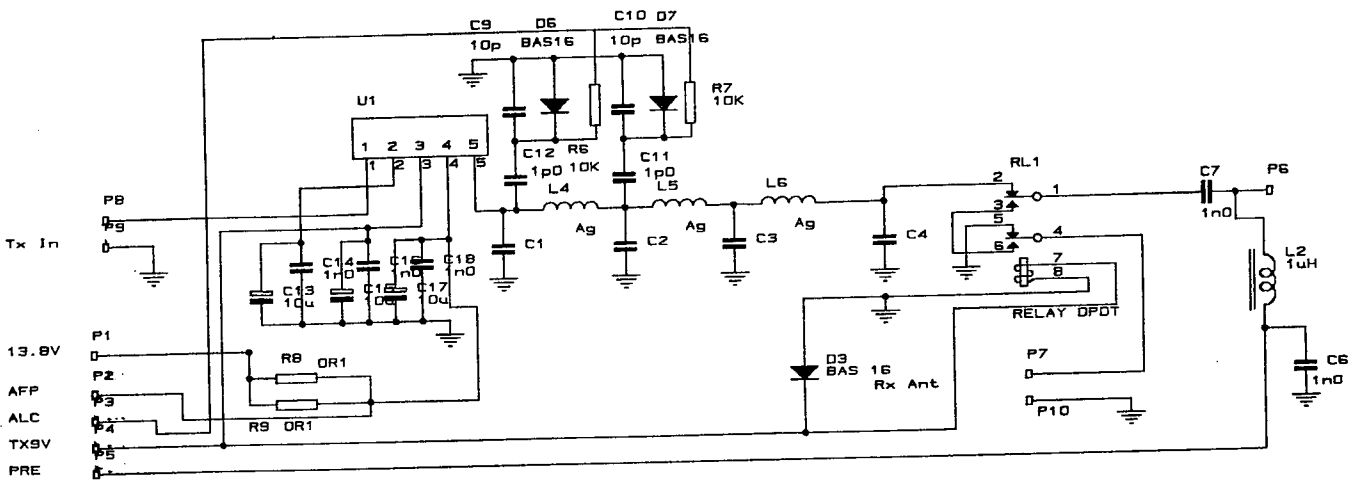 C9 D6 C10 D7
10p BAS16 10p BAS16
U1
R7
10K
1 2 3 4 5
1 2 3 4 5
C12 R6 C11
1p0 10K 1p0
RL1
P8 L4 L5 L6 2 1 C7 P6
P9 Ag Ag Ag 3 1n0
Tx In C1 C2 C3 C4 5 4
6
C14 C18
1n0 1n0 1n0
L2
1uH
C13 C17 7
10u 10u 8
RELAY DPDT
P1
13.8V R8 0R1 D3 P7 C6
P2 BAS 16 1n0
AFP Rx Ant
P3
ALC R9 0R1 P10
P4
TX9V
P5
PRE